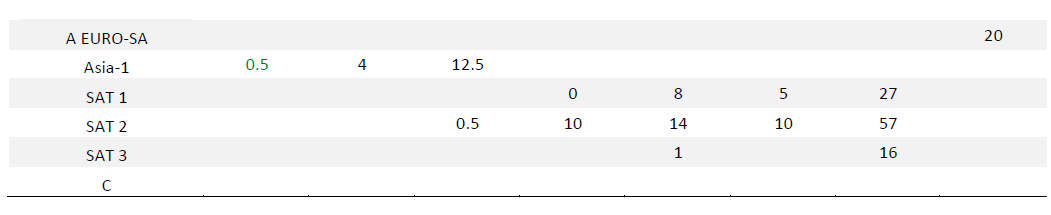 A EURO-SA 20
Asia-1 0.5 4 12.5
SAT 1 0 8 5 27
SAT 2 0.5 10 14 10 57
SAT 3 1 16
C